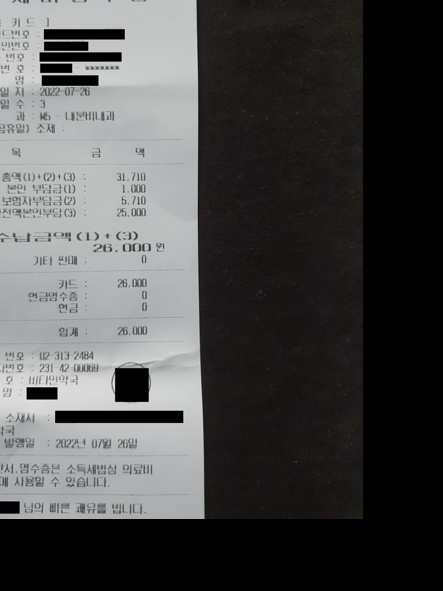 카 드 ]
번호 :
번호 :
번호 :
번 호 : *******
명 :
일 자 : 2022-07-26
일 수 : 3
과 : M5 - 내분비내과
공휴일) 소제 :
목 금 액
총액(1)+(2)+(3) : 31.710
본인 부담금(1) : 1.000
보험자부담금(2) : 5.710
전액본인부담(3) : 25.000
수납금액(1)+(3)
26.000 원
기타 판매 : 0
카드 : 26.000
현금영수증 : 0
현금 : 0
합계 : 26.000
번호 : 02-313-2484
번호 : 231-42-00069
호 : 비타민약국
명 :
소재지 :
약국
발행일 : 2022년 07월 26일
서.영수증은 소득세법상 의료비
에 사용할 수 있습니다.
님의 빠른 쾌유를 빕니다.